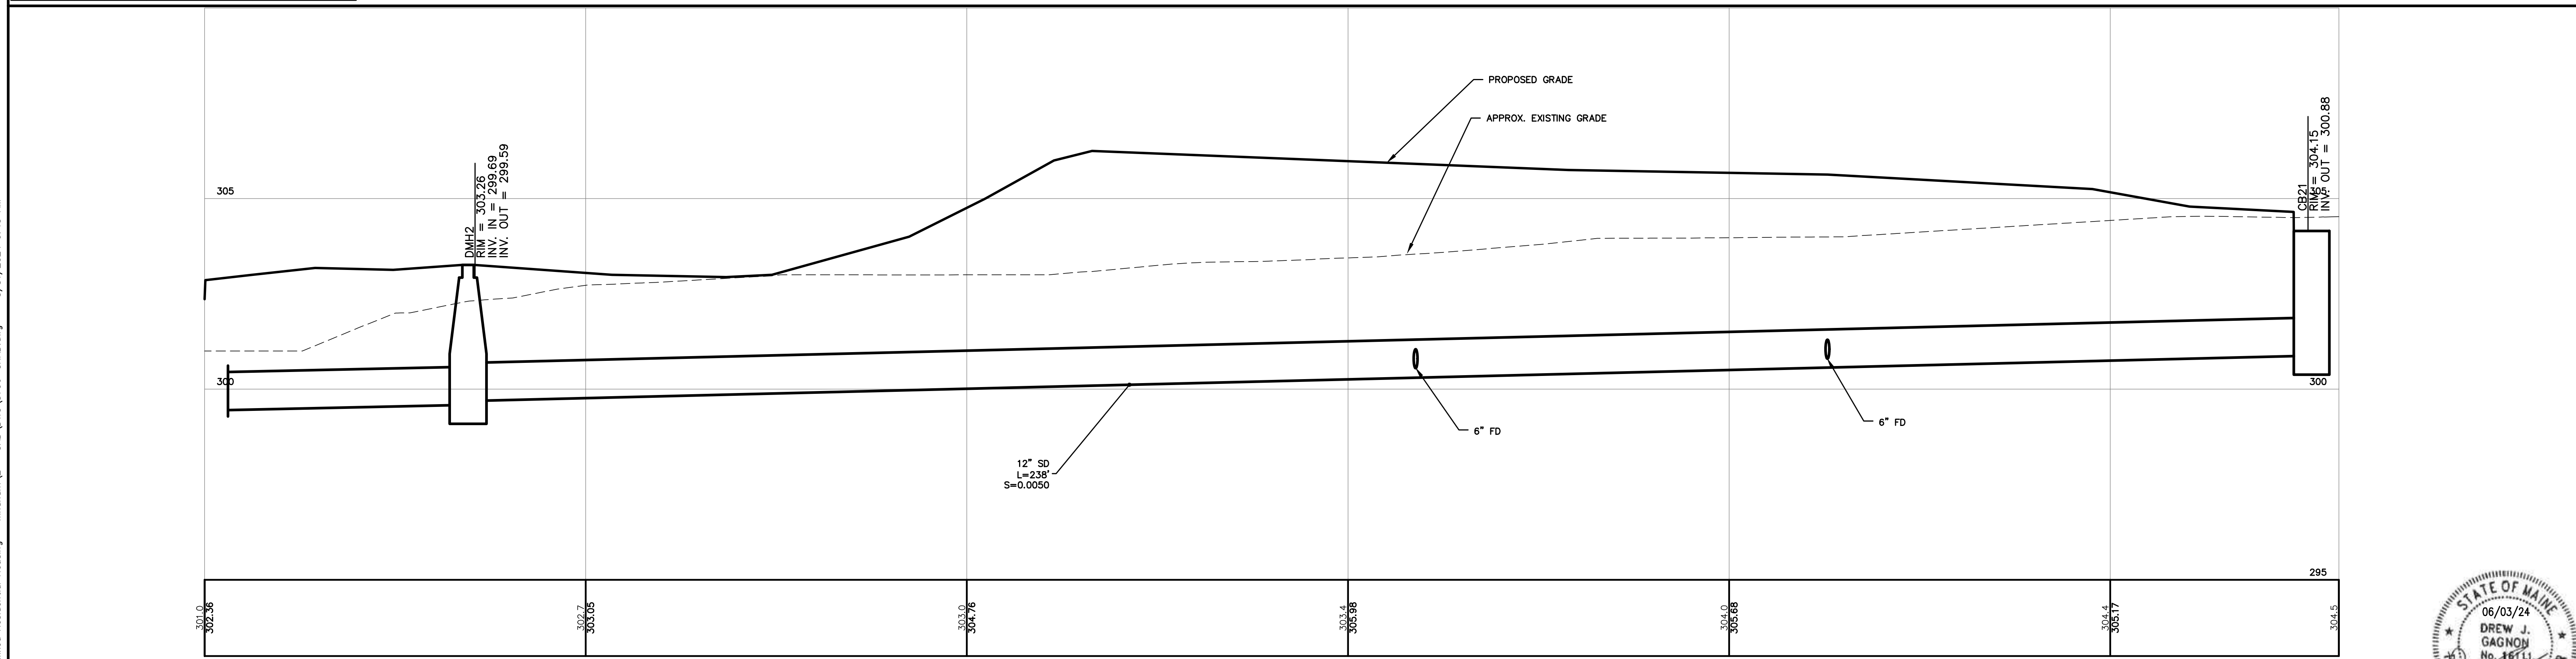 PROPOSED GRADE
APPROX. EXISTING GRADE
305
DMH2
RIM = 303.26
INV. IN = 299.69
INV. OUT = 299.59
CB21
RIM = 304.15
INV. OUT = 300.88
305
300
300
6" FD
6" FD
12" SD
L=238'
S=0.0050
295
301.0
302.36
302.7
303.05
303.0
304.76
303.4
305.98
304.0
305.68
304.4
305.17
304.5
STATE OF MAINE
06/03/24
DREW J.
GAGNON